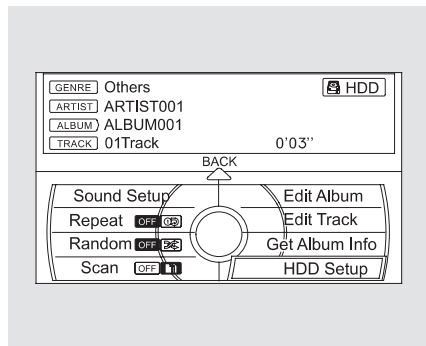 GENRE Others HDD
ARTIST ARTIST001
ALBUM ALBUM001
TRACK 01Track 0'03''
BACK
Sound Setup Edit Album
Repeat OFF Edit Track
Random OFF Get Album Info
Scan OFF HDD Setup